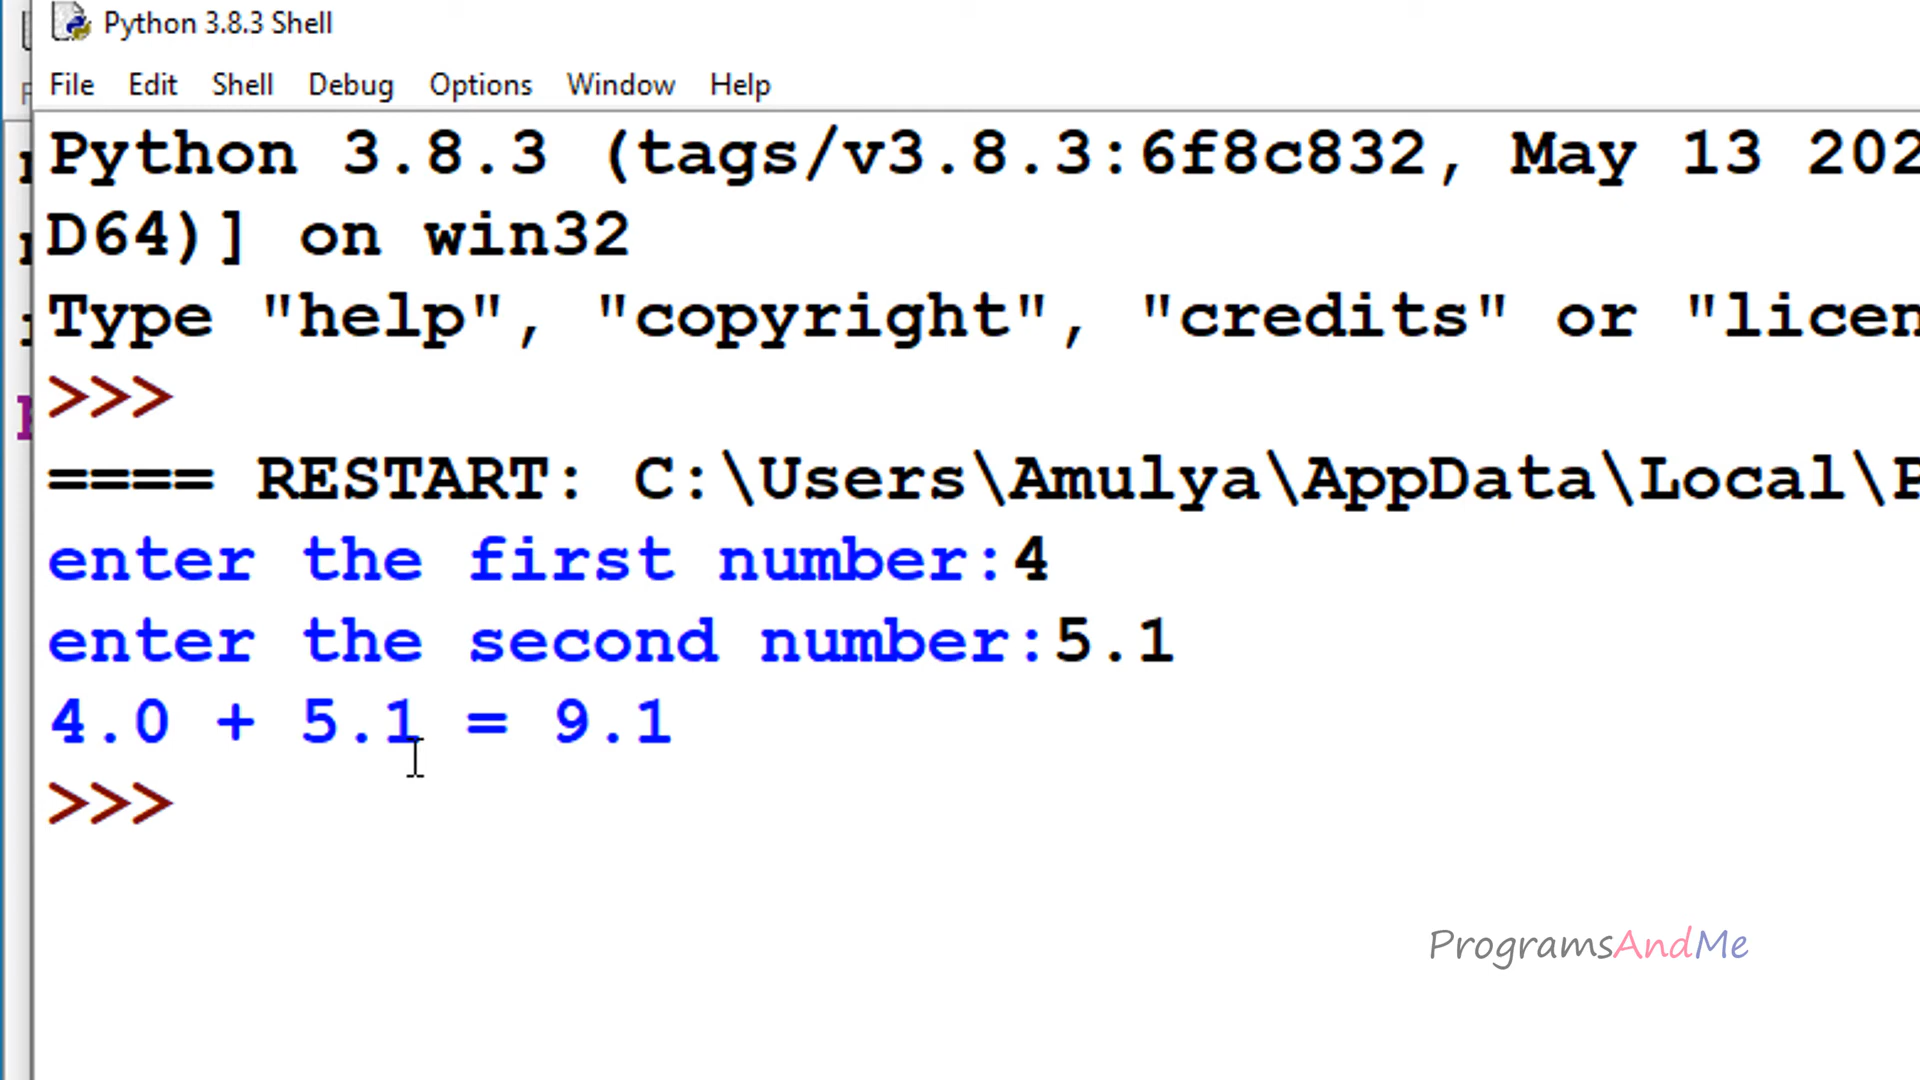 Python 3.8.3 Shell
File Edit Shell Debug Options Window Help
Python 3.8.3 (tags/v3.8.3:6f8c832, May 13 202
D64)] on win32
Type "help", "copyright", "credits" or "licen
>>>
==== RESTART: C:\Users\Amulya\AppData\Local\P
enter the first number:4
enter the second number:5.1
4.0 + 5.1 = 9.1
>>>
ProgramsAndMe